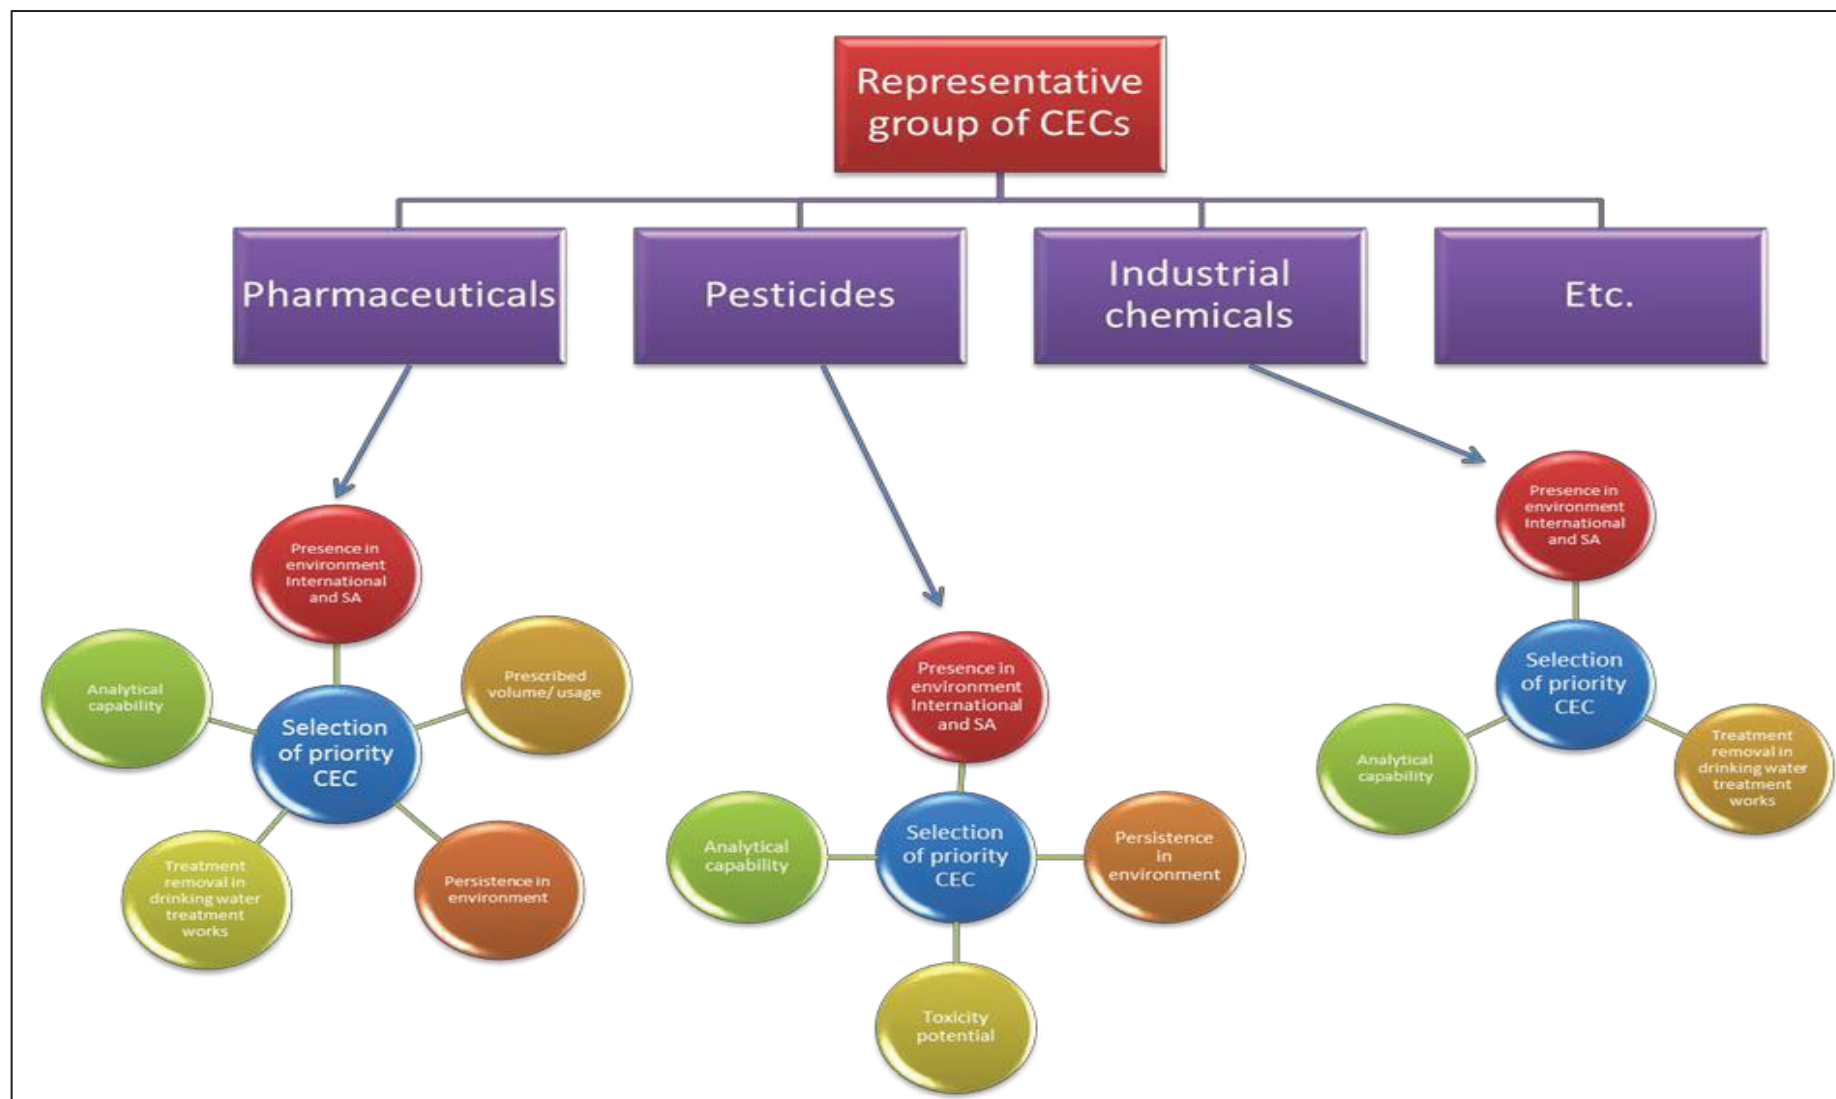 Representative
group of CECs
Pharmaceuticals
Pesticides
Industrial
chemicals
Etc.
Presence in
environment
International
and SA
Analytical
capability
Prescribed
volume/ usage
Selection
of priority
CEC
Treatment
removal in
drinking water
treatment
works
Persistence in
environment
Presence in
environment
International
and SA
Analytical
capability
Selection
of priority
CEC
Persistence
in
environment
Toxicity
potential
Presence in
environment
International
and SA
Selection
of priority
CEC
Analytical
capability
Treatment
removal in
drinking water
treatment
works